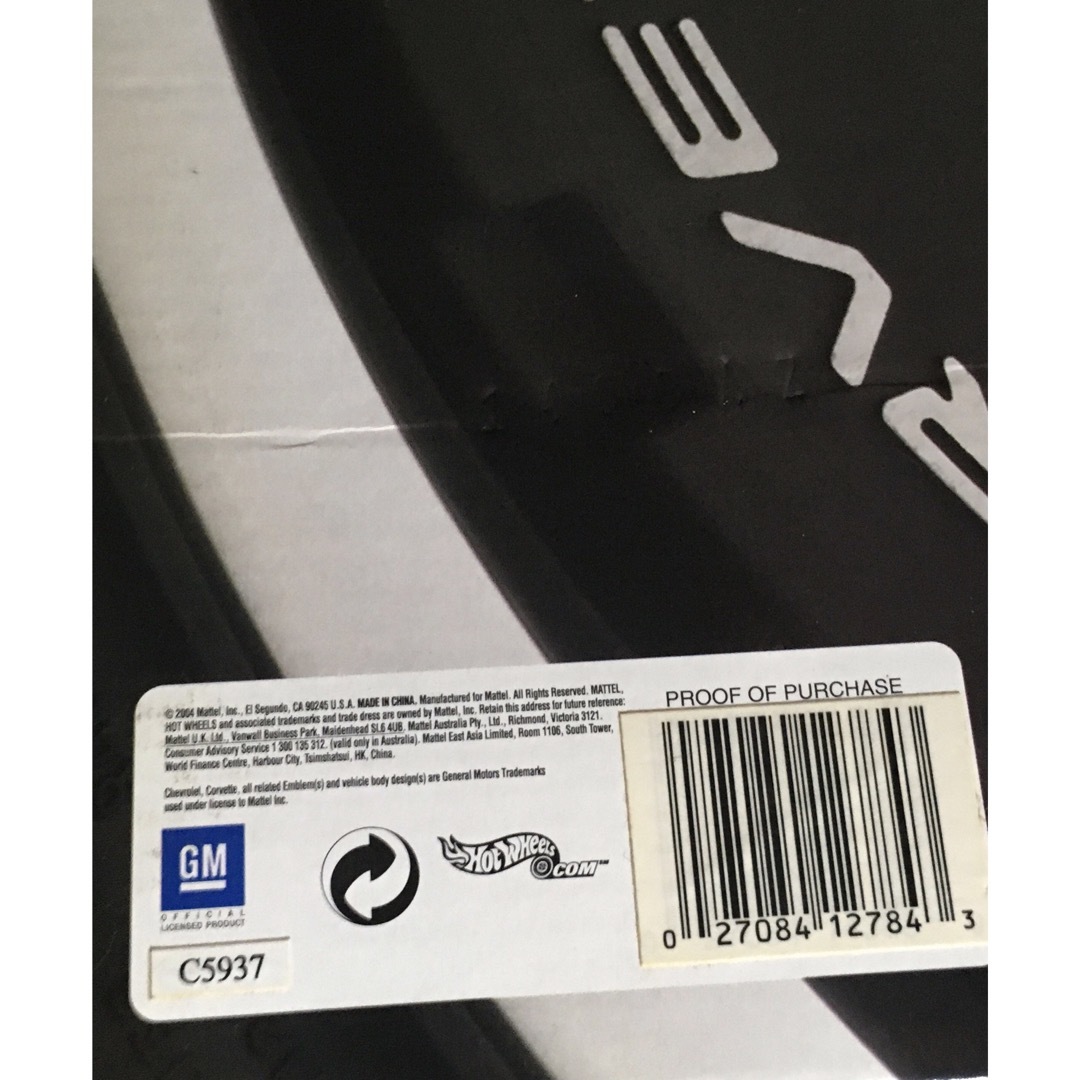 EVR
© 2004 Mattel, Inc., El Segundo, CA 90245 U.S.A. MADE IN CHINA. Manufactured for Mattel. All Rights Reserved. MATTEL,
HOT WHEELS and associated trademarks and trade dress are owned by Mattel, Inc. Retain this address for future reference:
Mattel U.K. Ltd., Vanwall Business Park, Maidenhead SL6 4UB. Mattel Australia Pty., Ltd., Richmond, Victoria 3121.
Consumer Advisory Service 1 300 135 312. (valid only in Australia). Mattel East Asia Limited, Room 1106, South Tower,
World Finance Centre, Harbour City, Tsimshatsui, HK, China.
Chevrolet, Corvette, all related Emblem(s) and vehicle body design(s) are General Motors Trademarks
used under license to Mattel Inc.
GM
OFFICIAL
LICENSED PRODUCT
C5937
HOT WHEELS
.COM™
PROOF OF PURCHASE
0 27084 12784 3